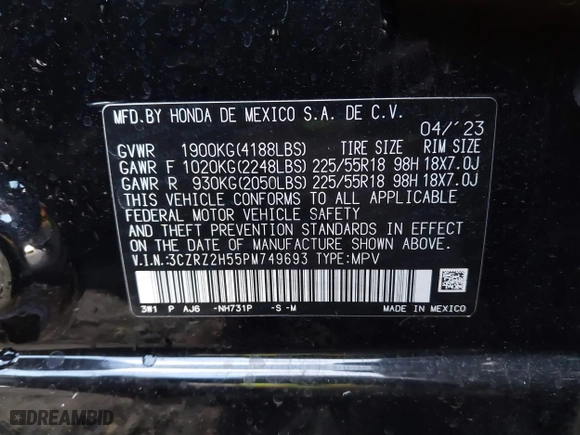 MFD.BY HONDA DE MEXICO S.A. DE C.V.
04/'23
GVWR 1900KG(4188LBS) TIRE SIZE RIM SIZE
GAWR F 1020KG(2248LBS) 225/55R18 98H 18X7.0J
GAWR R 930KG(2050LBS) 225/55R18 98H 18X7.0J
THIS VEHICLE CONFORMS TO ALL APPLICABLE
FEDERAL MOTOR VEHICLE SAFETY
AND THEFT PREVENTION STANDARDS IN EFFECT
ON THE DATE OF MANUFACTURE SHOWN ABOVE.
V.I.N.:3CZRZ2H55PM749693 TYPE:MPV
3W1 P AJ6 -NH731P -S -M MADE IN MEXICO
DREAMBID